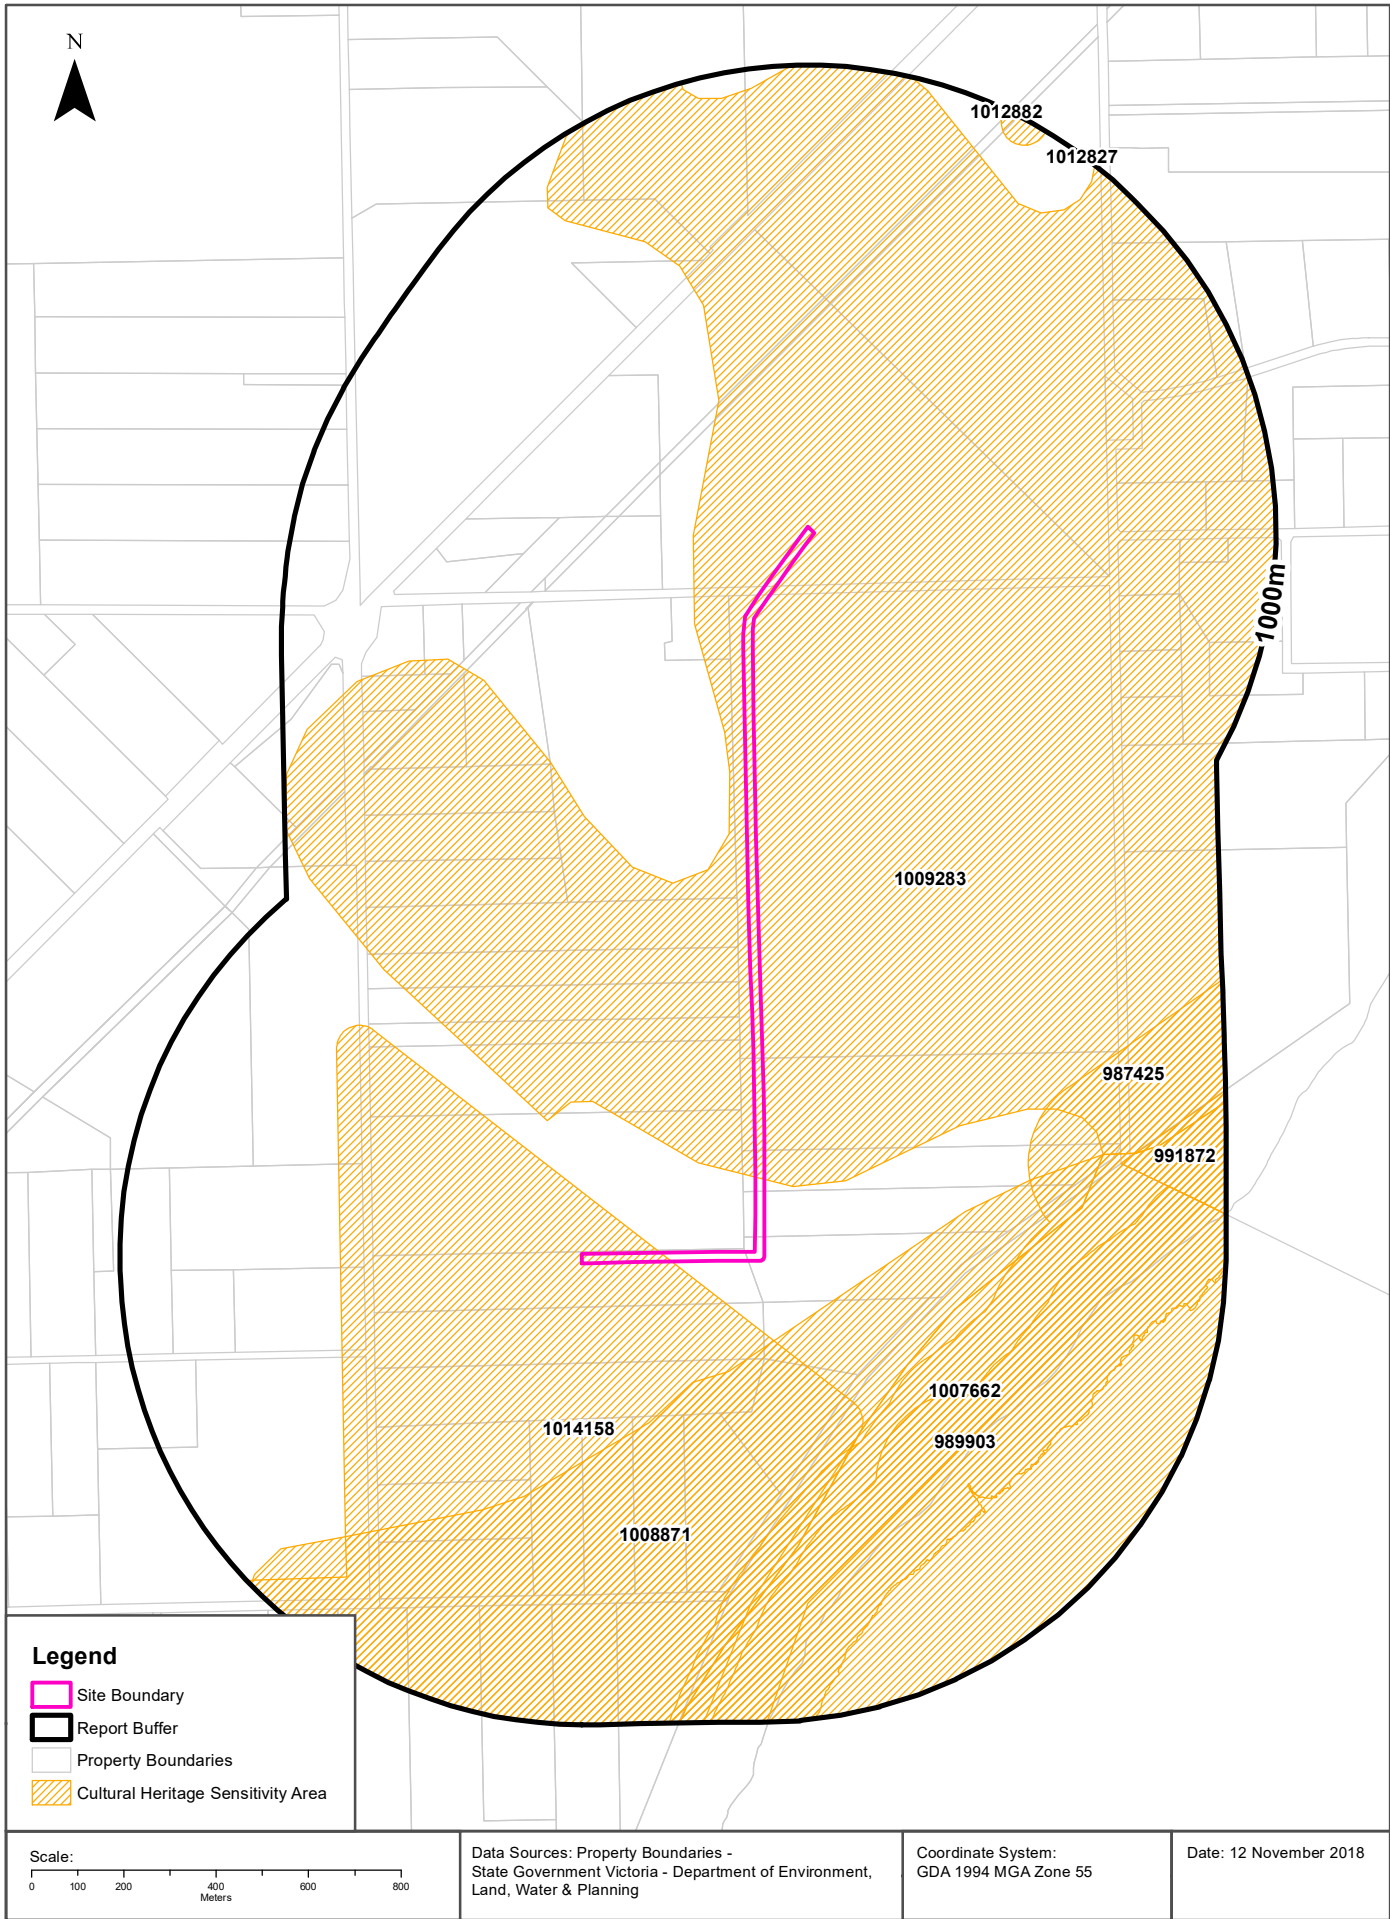 N
1012882
1012827
1000m
1009283
987425
991872
1007662
989903
1014158
1008871
Legend
Site Boundary
Report Buffer
Property Boundaries
Cultural Heritage Sensitivity Area
Scale:
0 100 200 400 600 800
Meters
Data Sources: Property Boundaries -
State Government Victoria - Department of Environment,
Land, Water & Planning
Coordinate System:
GDA 1994 MGA Zone 55
Date: 12 November 2018